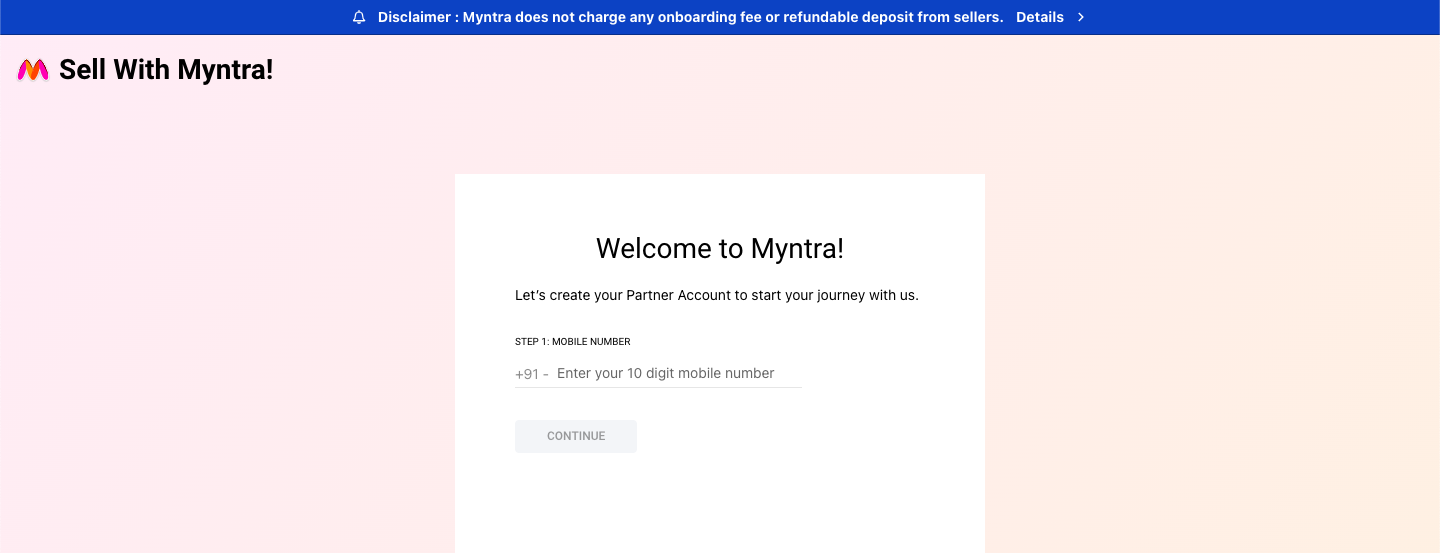 Disclaimer : Myntra does not charge any onboarding fee or refundable deposit from sellers. Details
Sell With Myntra!
Welcome to Myntra!
Let's create your Partner Account to start your journey with us.
STEP 1: MOBILE NUMBER
+91 - Enter your 10 digit mobile number
CONTINUE